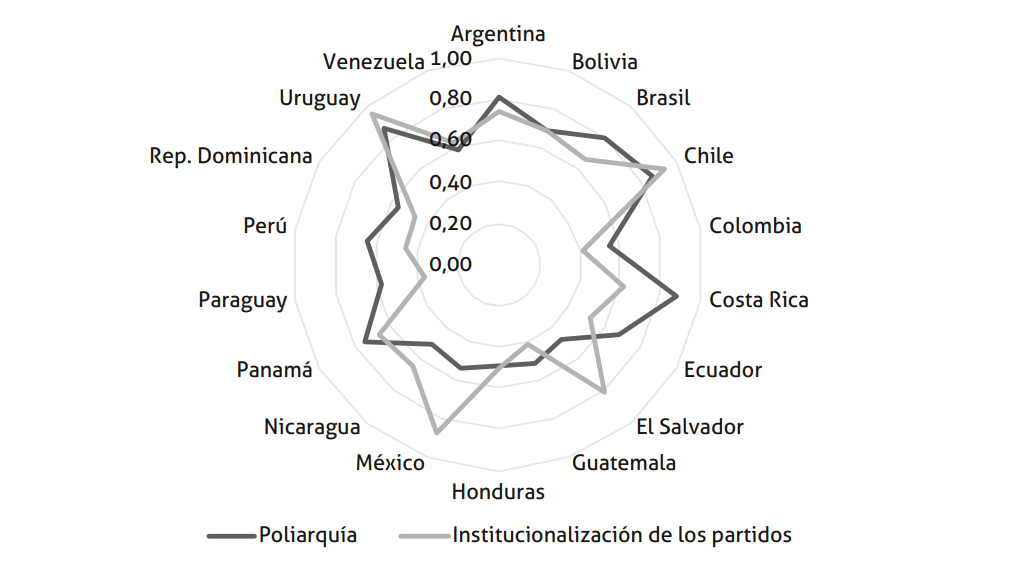 Argentina
Venezuela 1,00 Bolivia
Uruguay 0,80 Brasil
Rep. Dominicana 0,60 Chile
0,40
Perú 0,20 Colombia
0,00
Paraguay Costa Rica
Panamá Ecuador
Nicaragua El Salvador
México Guatemala
Honduras
Poliarquía Institucionalización de los partidos